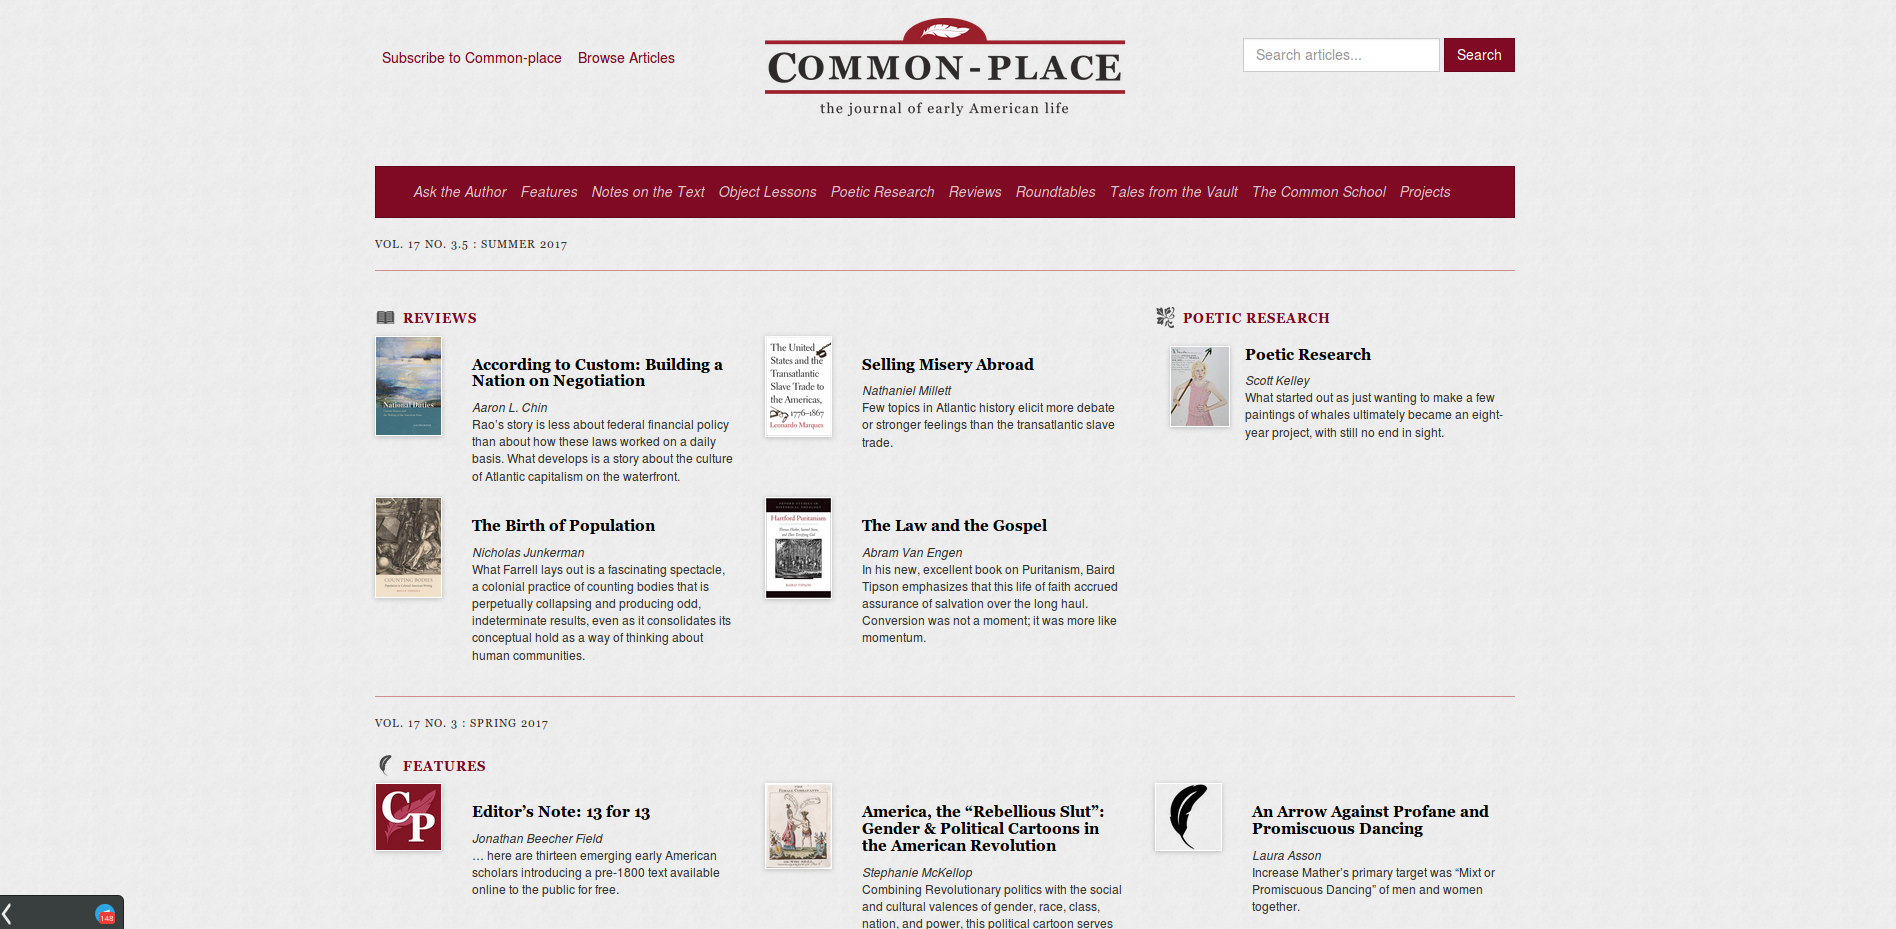 Subscribe to Common-place
Browse Articles
COMMON-PLACE
the journal of early American life
Search articles...
Search
Ask the Author
Features
Notes on the Text
Object Lessons
Poetic Research
Reviews
Roundtables
Tales from the Vault
The Common School
Projects
VOL. 17 NO. 3.5 : SUMMER 2017
REVIEWS
National Duties
According to Custom: Building a
Nation on Negotiation
Aaron L. Chin
Rao's story is less about federal financial policy
than about how these laws worked on a daily
basis. What develops is a story about the culture
of Atlantic capitalism on the waterfront.
The United
States and the
Transatlantic
Slave Trade to
the Americas,
1776-1867
Leonardo Marques
Selling Misery Abroad
Nathaniel Millett
Few topics in Atlantic history elicit more debate
or stronger feelings than the transatlantic slave
trade.
POETIC RESEARCH
Poetic Research
Scott Kelley
What started out as just wanting to make a few
paintings of whales ultimately became an eight-
year project, with still no end in sight.
COUNTING BODIES
The Birth of Population
Nicholas Junkerman
What Farrell lays out is a fascinating spectacle,
a colonial practice of counting bodies that is
perpetually collapsing and producing odd,
indeterminate results, even as it consolidates its
conceptual hold as a way of thinking about
human communities.
Hartford Puritanism
The Law and the Gospel
Abram Van Engen
In his new, excellent book on Puritanism, Baird
Tipson emphasizes that this life of faith accrued
assurance of salvation over the long haul.
Conversion was not a moment; it was more like
momentum.
VOL. 17 NO. 3 : SPRING 2017
FEATURES
CP
Editor's Note: 13 for 13
Jonathan Beecher Field
… here are thirteen emerging early American
scholars introducing a pre-1800 text available
online to the public for free.
America, the “Rebellious Slut”:
Gender & Political Cartoons in
the American Revolution
Stephanie McKellop
Combining Revolutionary politics with the social
and cultural valences of gender, race, class,
nation, and power, this political cartoon serves
An Arrow Against Profane and
Promiscuous Dancing
Laura Asson
Increase Mather's primary target was “Mixt or
Promiscuous Dancing” of men and women
together.
148